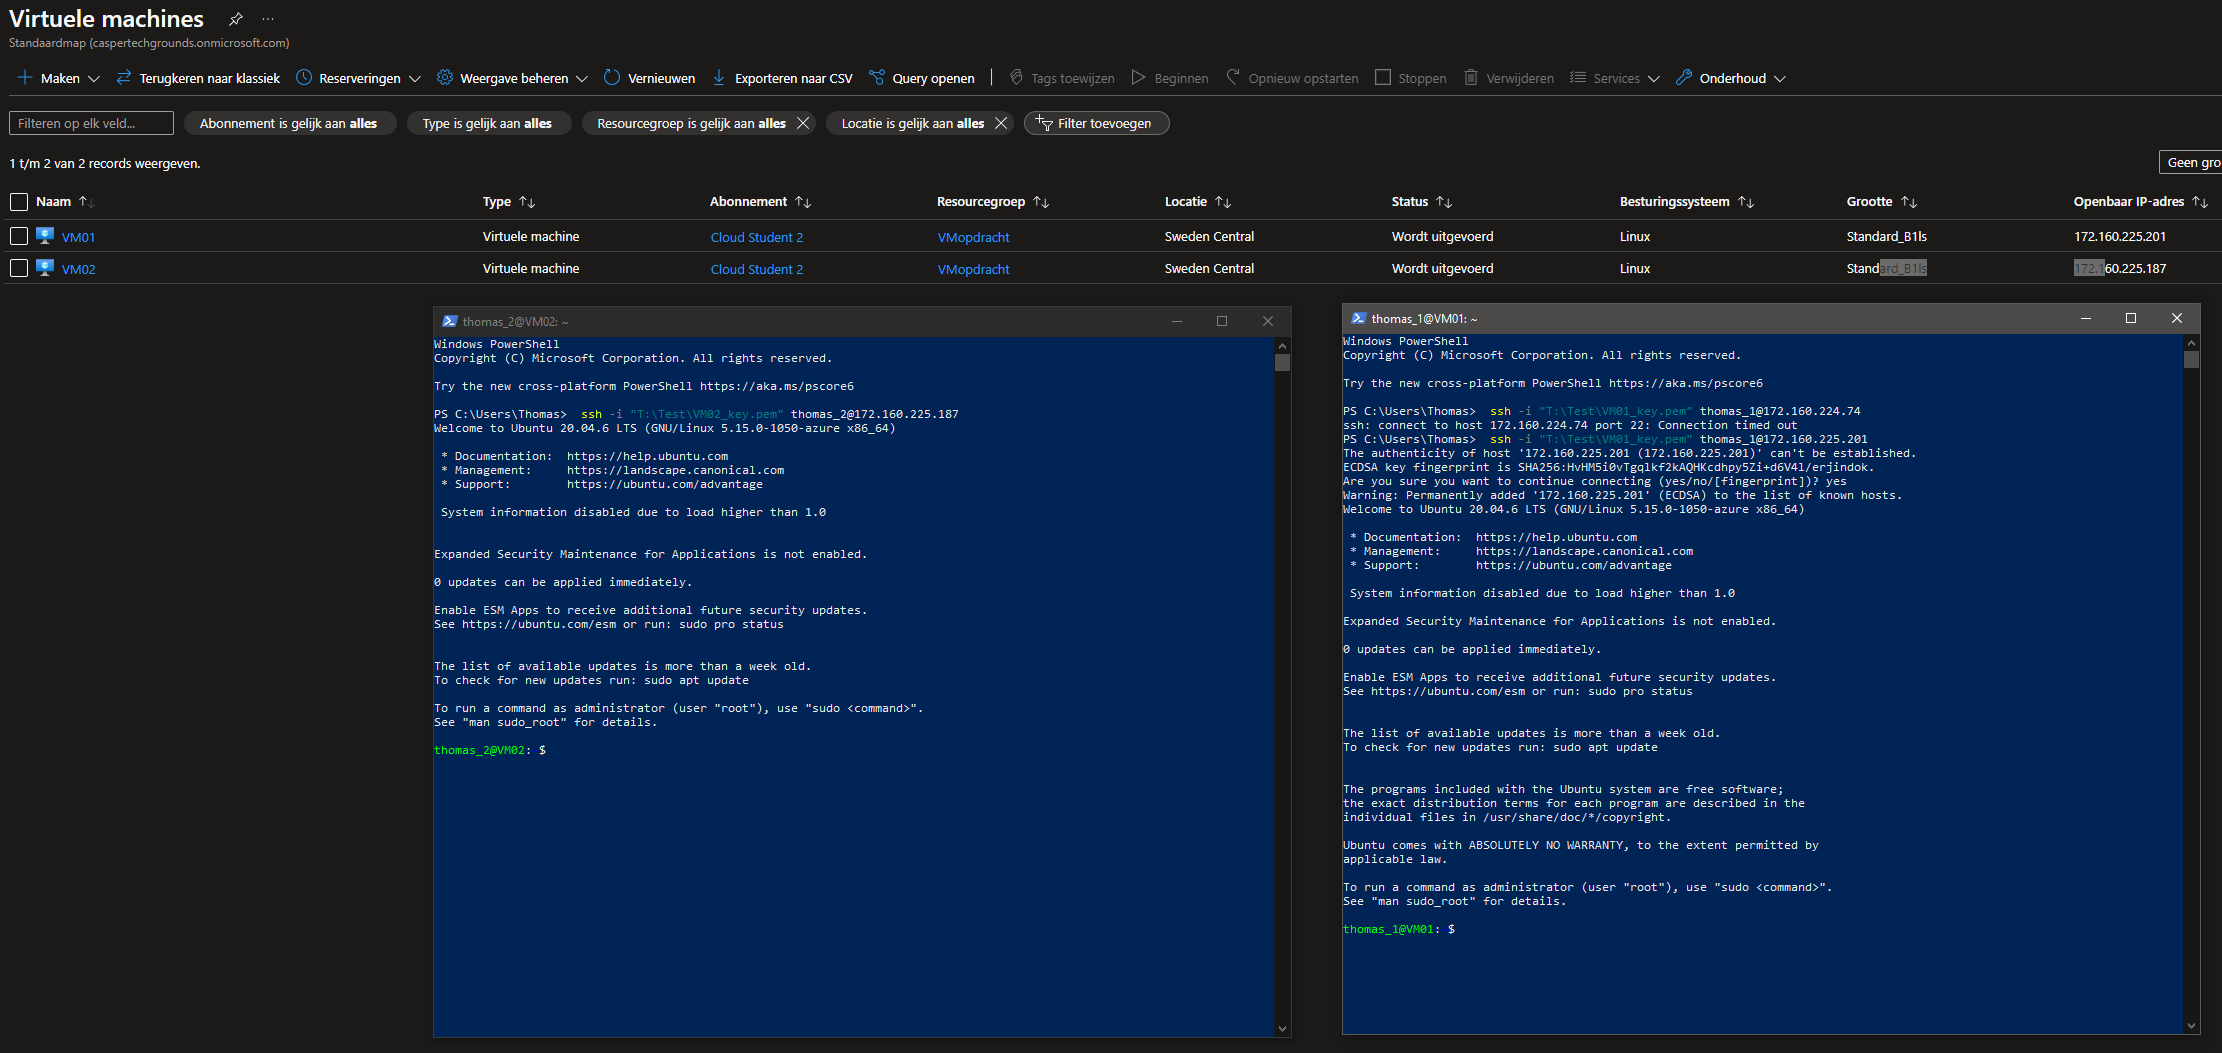 Virtuele machines
Standaardmap (caspertechgrounds.onmicrosoft.com)
Maken Terugkeren naar klassiek Reserveringen Weergave beheren Vernieuwen Exporteren naar CSV Query openen Tags toewijzen Beginnen Opnieuw opstarten Stoppen Verwijderen Services Onderhoud
Filteren op elk veld... Abonnement is gelijk aan alles Type is gelijk aan alles Resourcegroep is gelijk aan alles Locatie is gelijk aan alles Filter toevoegen
1 t/m 2 van 2 records weergeven.
Geen gro
Naam Type Abonnement Resourcegroep Locatie Status Besturingssysteem Grootte Openbaar IP-adres
VM01 Virtuele machine Cloud Student 2 VMopdracht Sweden Central Wordt uitgevoerd Linux Standard_B1ls 172.160.225.201
VM02 Virtuele machine Cloud Student 2 VMopdracht Sweden Central Wordt uitgevoerd Linux Standard_B1ls 172.160.225.187
thomas_2@VM02: ~
Windows PowerShell
Copyright (C) Microsoft Corporation. All rights reserved.
Try the new cross-platform PowerShell https://aka.ms/pscore6
PS C:\Users\Thomas>  ssh -i "T:\Test\VM02_key.pem" thomas_2@172.160.225.187
Welcome to Ubuntu 20.04.6 LTS (GNU/Linux 5.15.0-1050-azure x86_64)
* Documentation:  https://help.ubuntu.com
* Management:     https://landscape.canonical.com
* Support:        https://ubuntu.com/advantage
System information disabled due to load higher than 1.0
Expanded Security Maintenance for Applications is not enabled.
0 updates can be applied immediately.
Enable ESM Apps to receive additional future security updates.
See https://ubuntu.com/esm or run: sudo pro status
The list of available updates is more than a week old.
To check for new updates run: sudo apt update
To run a command as administrator (user "root"), use "sudo <command>".
See "man sudo_root" for details.
thomas_2@VM02: $
thomas_1@VM01: ~
Windows PowerShell
Copyright (C) Microsoft Corporation. All rights reserved.
Try the new cross-platform PowerShell https://aka.ms/pscore6
PS C:\Users\Thomas>  ssh -i "T:\Test\VM01_key.pem" thomas_1@172.160.224.74
ssh: connect to host 172.160.224.74 port 22: Connection timed out
PS C:\Users\Thomas>  ssh -i "T:\Test\VM01_key.pem" thomas_1@172.160.225.201
The authenticity of host '172.160.225.201 (172.160.225.201)' can't be established.
ECDSA key fingerprint is SHA256:HvHM5i0vTgqlkf2kAQHKcdhpy5Zi+d6V4l/erjindok.
Are you sure you want to continue connecting (yes/no/[fingerprint])? yes
Warning: Permanently added '172.160.225.201' (ECDSA) to the list of known hosts.
Welcome to Ubuntu 20.04.6 LTS (GNU/Linux 5.15.0-1050-azure x86_64)
* Documentation:  https://help.ubuntu.com
* Management:     https://landscape.canonical.com
* Support:        https://ubuntu.com/advantage
System information disabled due to load higher than 1.0
Expanded Security Maintenance for Applications is not enabled.
0 updates can be applied immediately.
Enable ESM Apps to receive additional future security updates.
See https://ubuntu.com/esm or run: sudo pro status
The list of available updates is more than a week old.
To check for new updates run: sudo apt update
The programs included with the Ubuntu system are free software;
the exact distribution terms for each program are described in the
individual files in /usr/share/doc/*/copyright.
Ubuntu comes with ABSOLUTELY NO WARRANTY, to the extent permitted by
applicable law.
To run a command as administrator (user "root"), use "sudo <command>".
See "man sudo_root" for details.
thomas_1@VM01: $